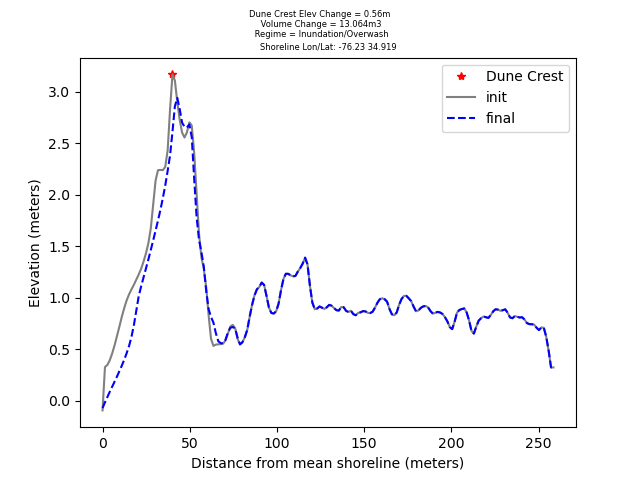 Dune Crest Elev Change = 0.56m
Volume Change = 13.064m3
Regime = Inundation/Overwash
Shoreline Lon/Lat: -76.23 34.919
Dune Crest
init
final
3.0
2.5
2.0
1.5
1.0
0.5
0.0
Elevation (meters)
0 50 100 150 200 250
Distance from mean shoreline (meters)